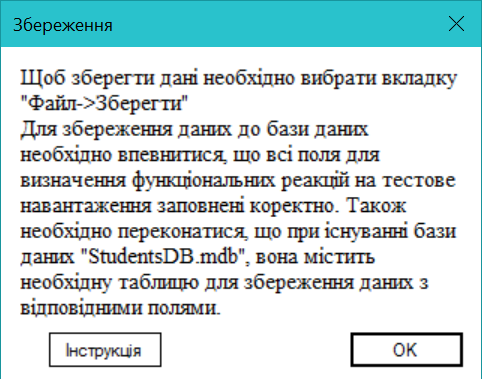 Збереження
Щоб зберегти дані необхідно вибрати вкладку
"Файл->Зберегти"
Для збереження даних до бази даних
необхідно впевнитися, що всі поля для
визначення функціональних реакцій на тестове
навантаження заповнені коректно. Також
необхідно переконатися, що при існуванні бази
даних "StudentsDB.mdb", вона містить
необхідну таблицю для збереження даних з
відповідними полями.
Інструкція
OK